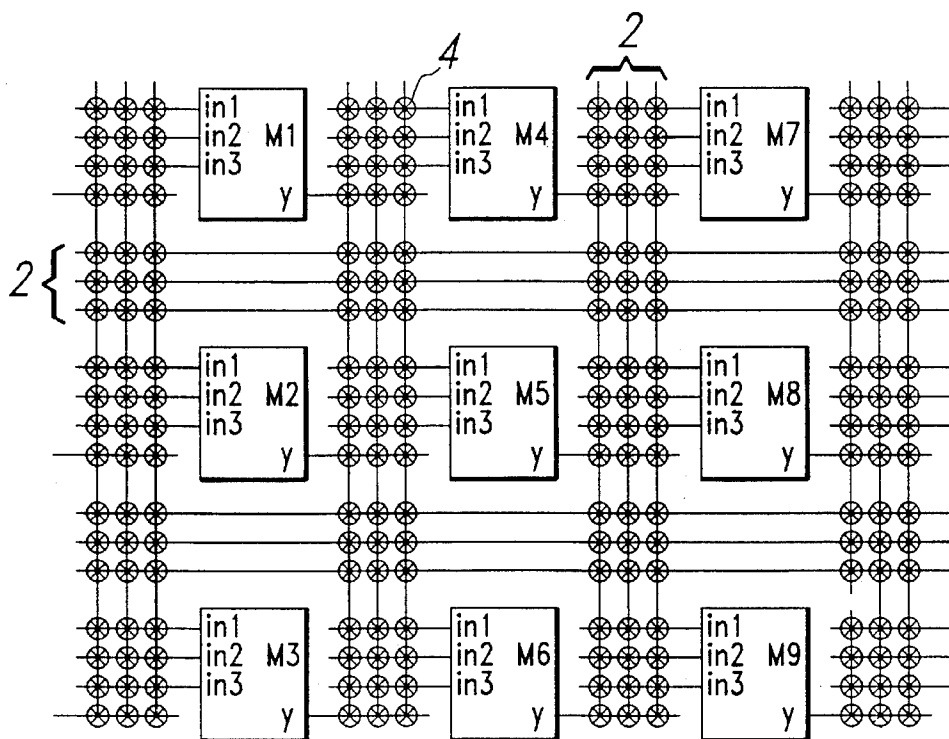 4
2
in1
in2 M1
in3
y
in1
in2 M4
in3
y
in1
in2 M7
in3
y
2
in1
in2 M2
in3
y
in1
in2 M5
in3
y
in1
in2 M8
in3
y
in1
in2 M3
in3
y
in1
in2 M6
in3
y
in1
in2 M9
in3
y